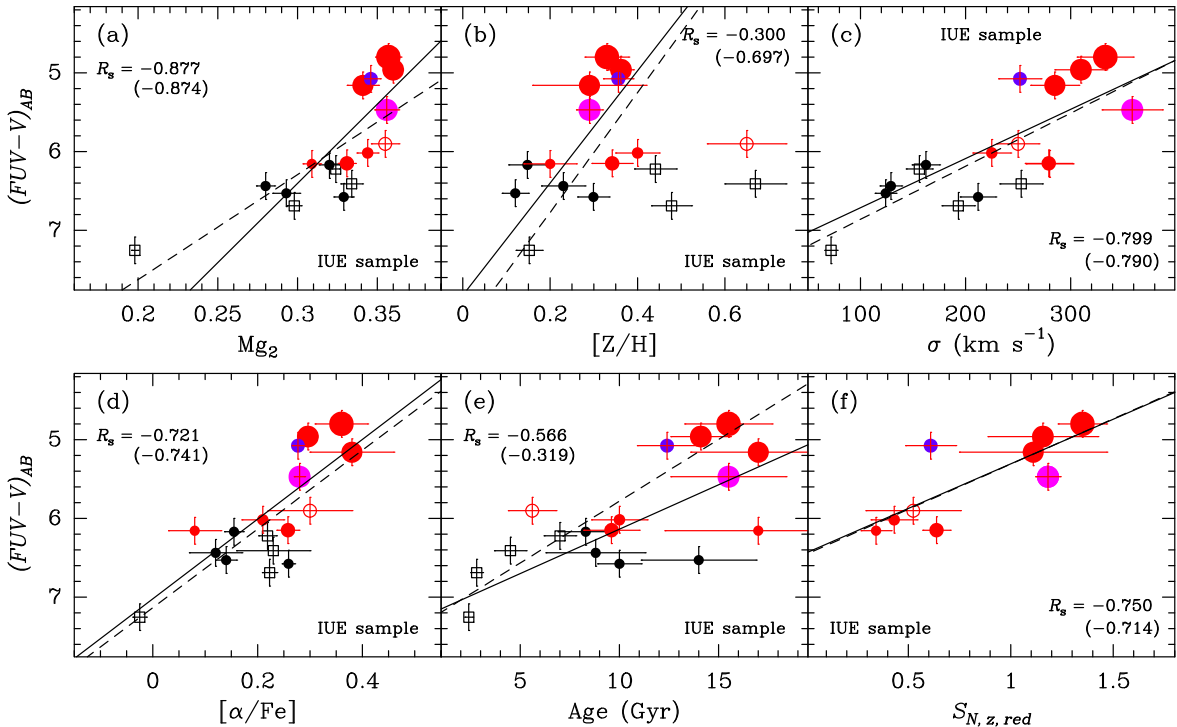 (a)
R_s = −0.877
(−0.874)
IUE sample
5
6
7
(FUV−V)_AB
0.2
0.25
0.3
0.35
Mg₂
(b)
R_s = −0.300
(−0.697)
IUE sample
0
0.2
0.4
0.6
[Z/H]
(c)
IUE sample
R_s = −0.799
(−0.790)
100
200
300
σ (km s⁻¹)
(d)
R_s = −0.721
(−0.741)
IUE sample
5
6
7
(FUV−V)_AB
0
0.2
0.4
[α/Fe]
(e)
R_s = −0.566
(−0.319)
IUE sample
5
10
15
Age (Gyr)
(f)
R_s = −0.750
(−0.714)
IUE sample
0.5
1
1.5
S_N, z, red